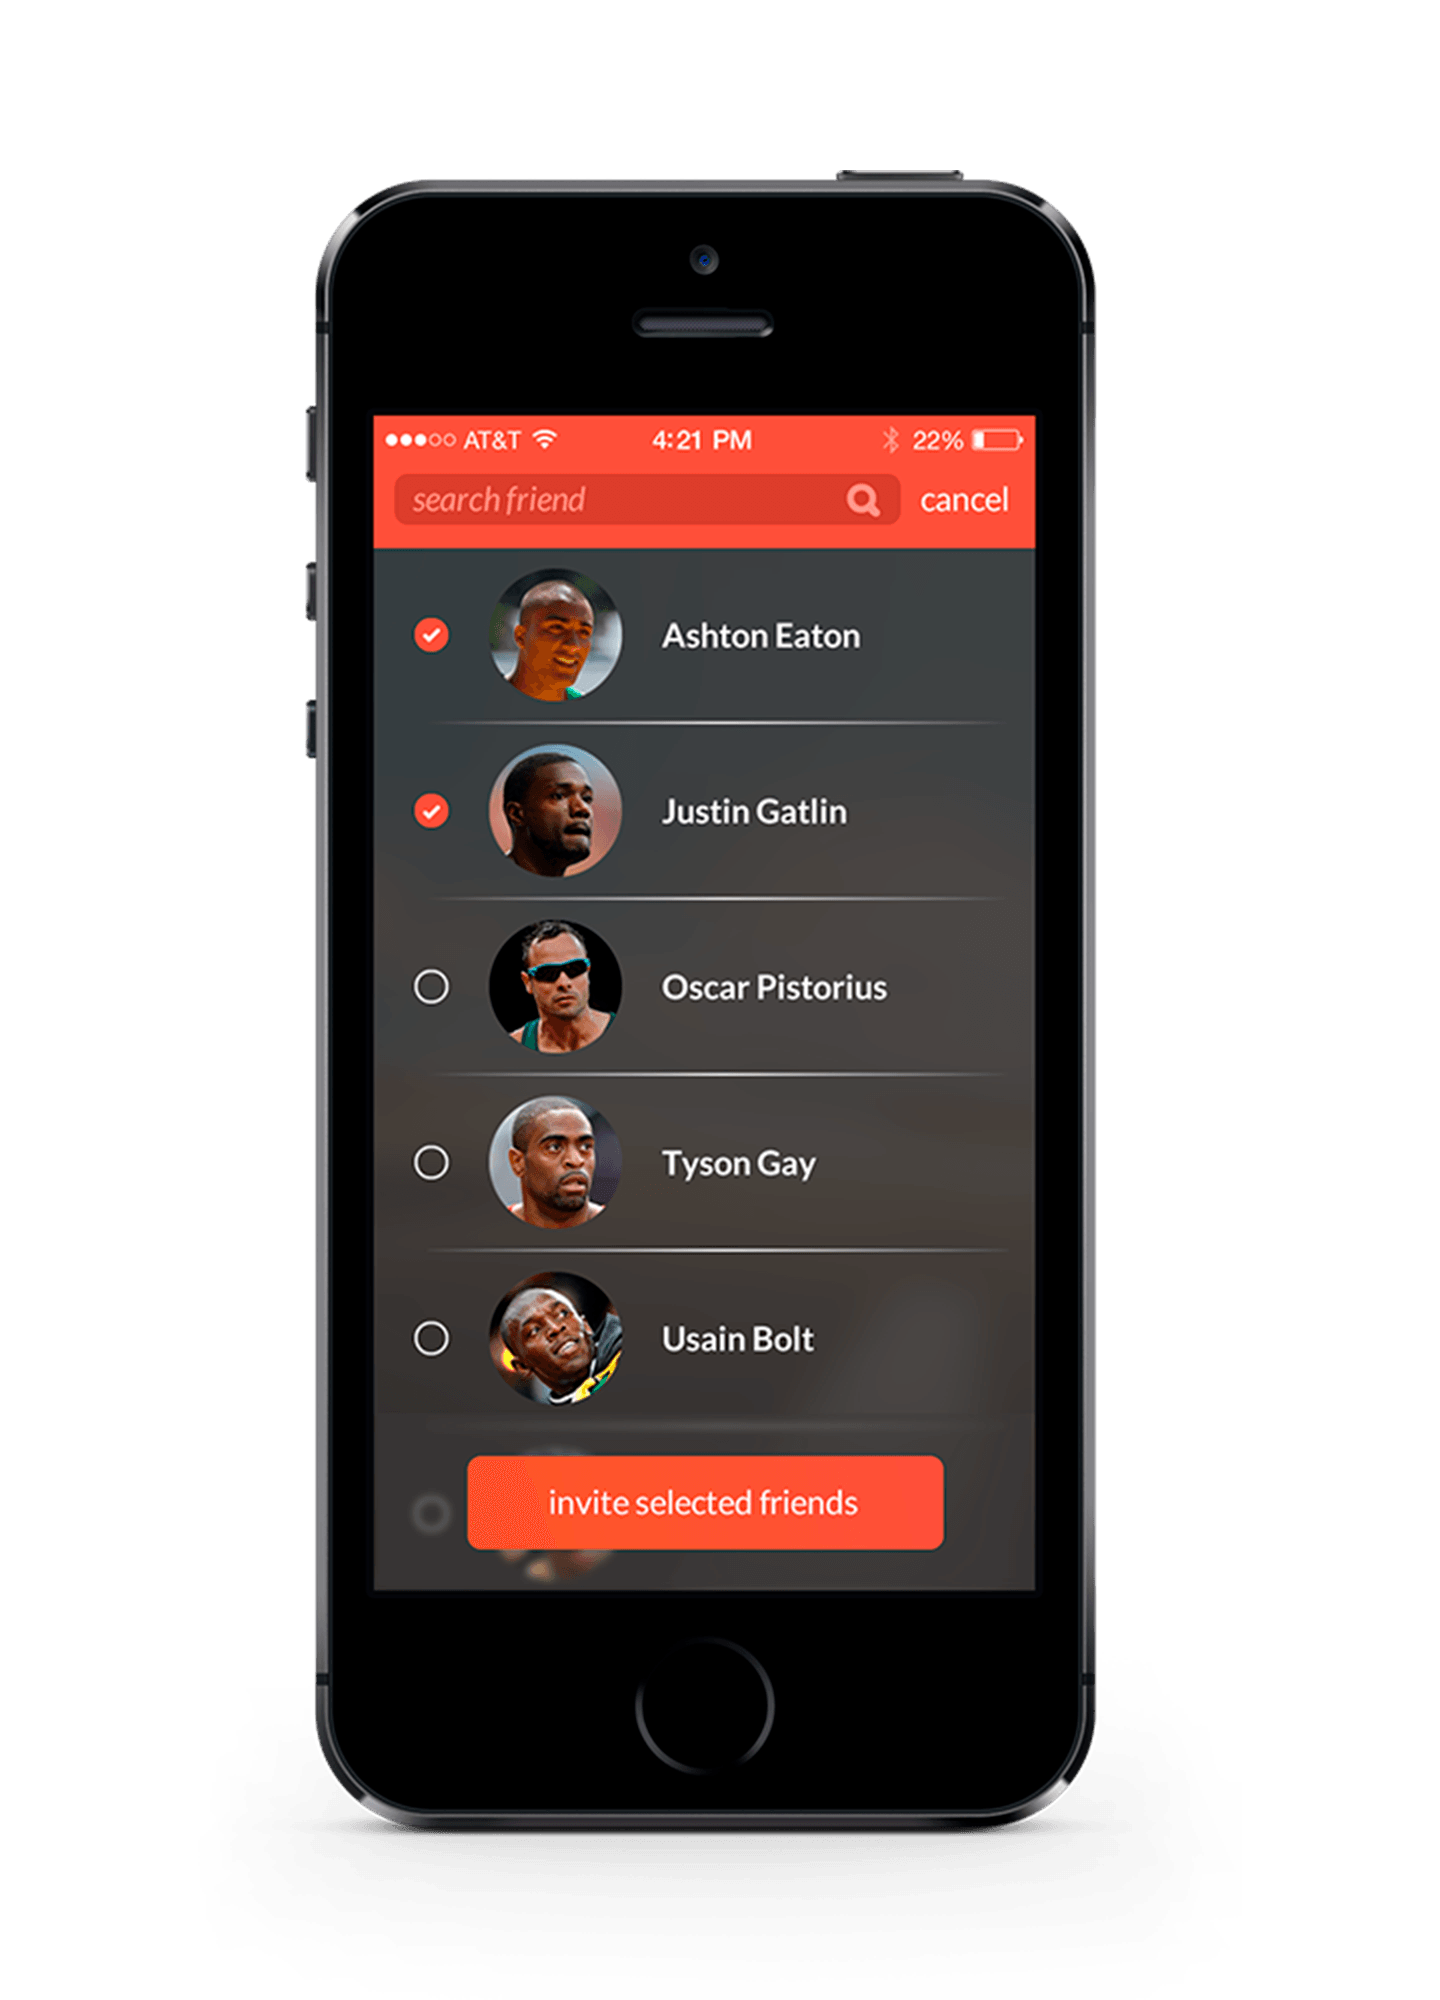 AT&T 4:21 PM 22%
search friend cancel
Ashton Eaton
Justin Gatlin
Oscar Pistorius
Tyson Gay
Usain Bolt
invite selected friends